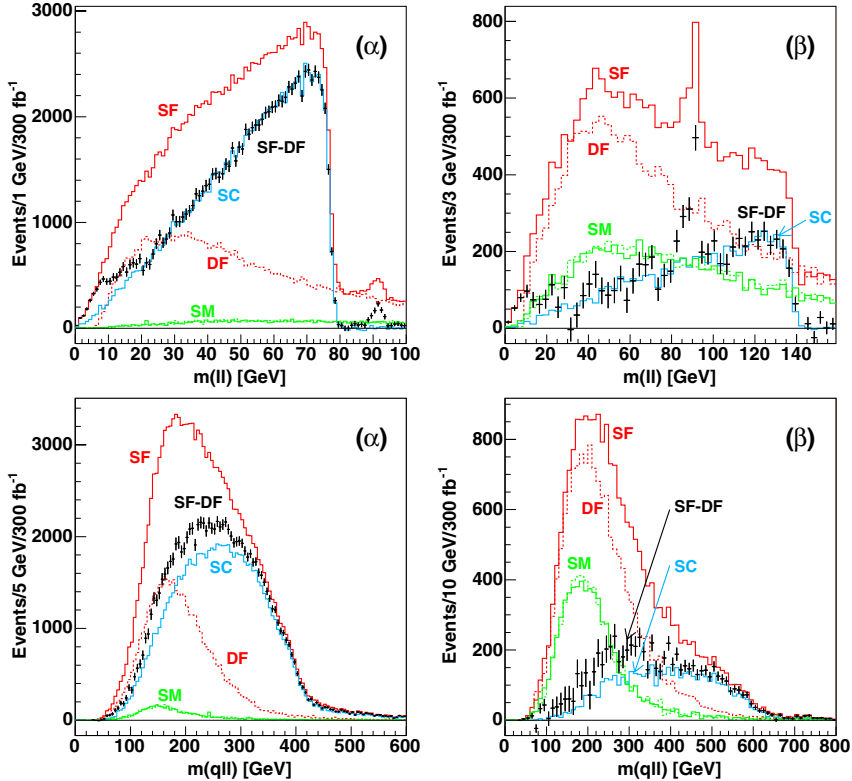 Events/1 GeV/300 fb⁻¹
3000
2000
1000
0
0 10 20 30 40 50 60 70 80 90 100
m(ll) [GeV]
(α)
SF
SF-DF
SC
DF
SM
Events/3 GeV/300 fb⁻¹
800
600
400
200
0
0 20 40 60 80 100 120 140
m(ll) [GeV]
(β)
SF
DF
SF-DF
SC
SM
Events/5 GeV/300 fb⁻¹
3000
2000
1000
0
0 100 200 300 400 500 600
m(qll) [GeV]
(α)
SF
SF-DF
SC
DF
SM
Events/10 GeV/300 fb⁻¹
800
600
400
200
0
0 100 200 300 400 500 600 700 800
m(qll) [GeV]
(β)
SF
DF
SF-DF
SM
SC